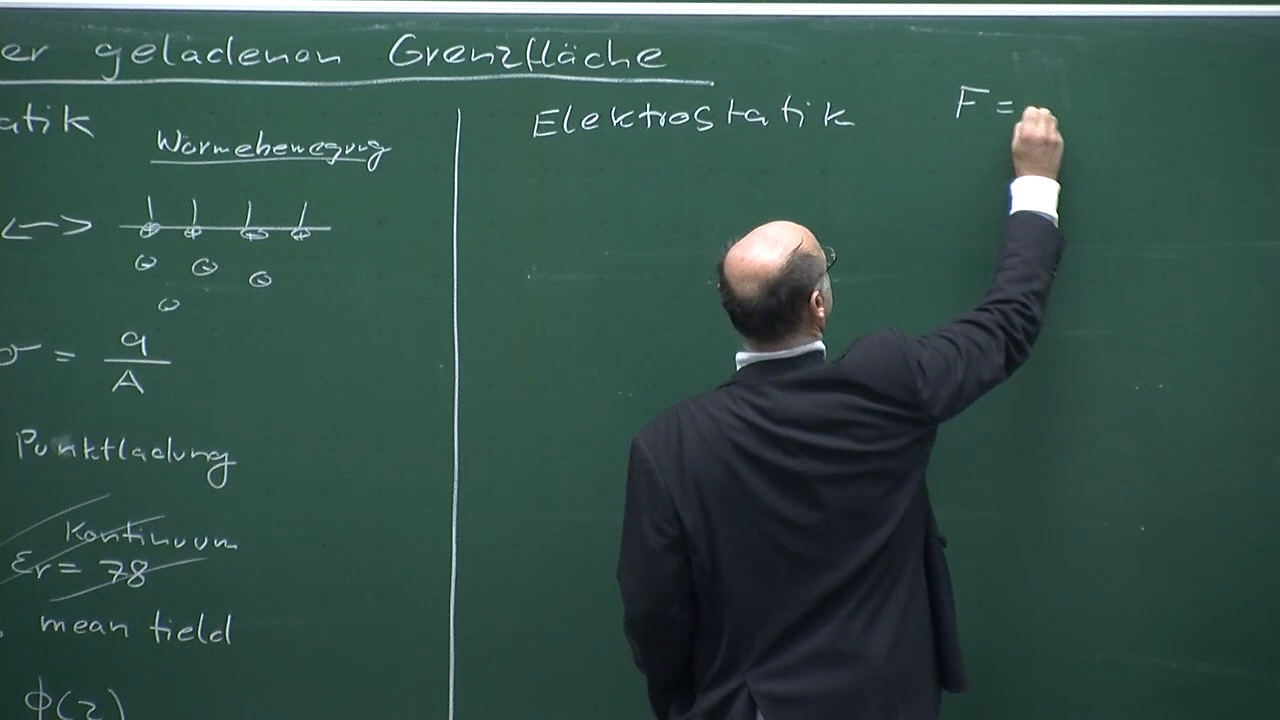 er geladenen Grenzfläche
atik
Wärmebewegung
<-->
σ = q
A
Punktladung
Kontinuum
εr = 78
mean field
ϕ(z)
Elektrostatik
F =